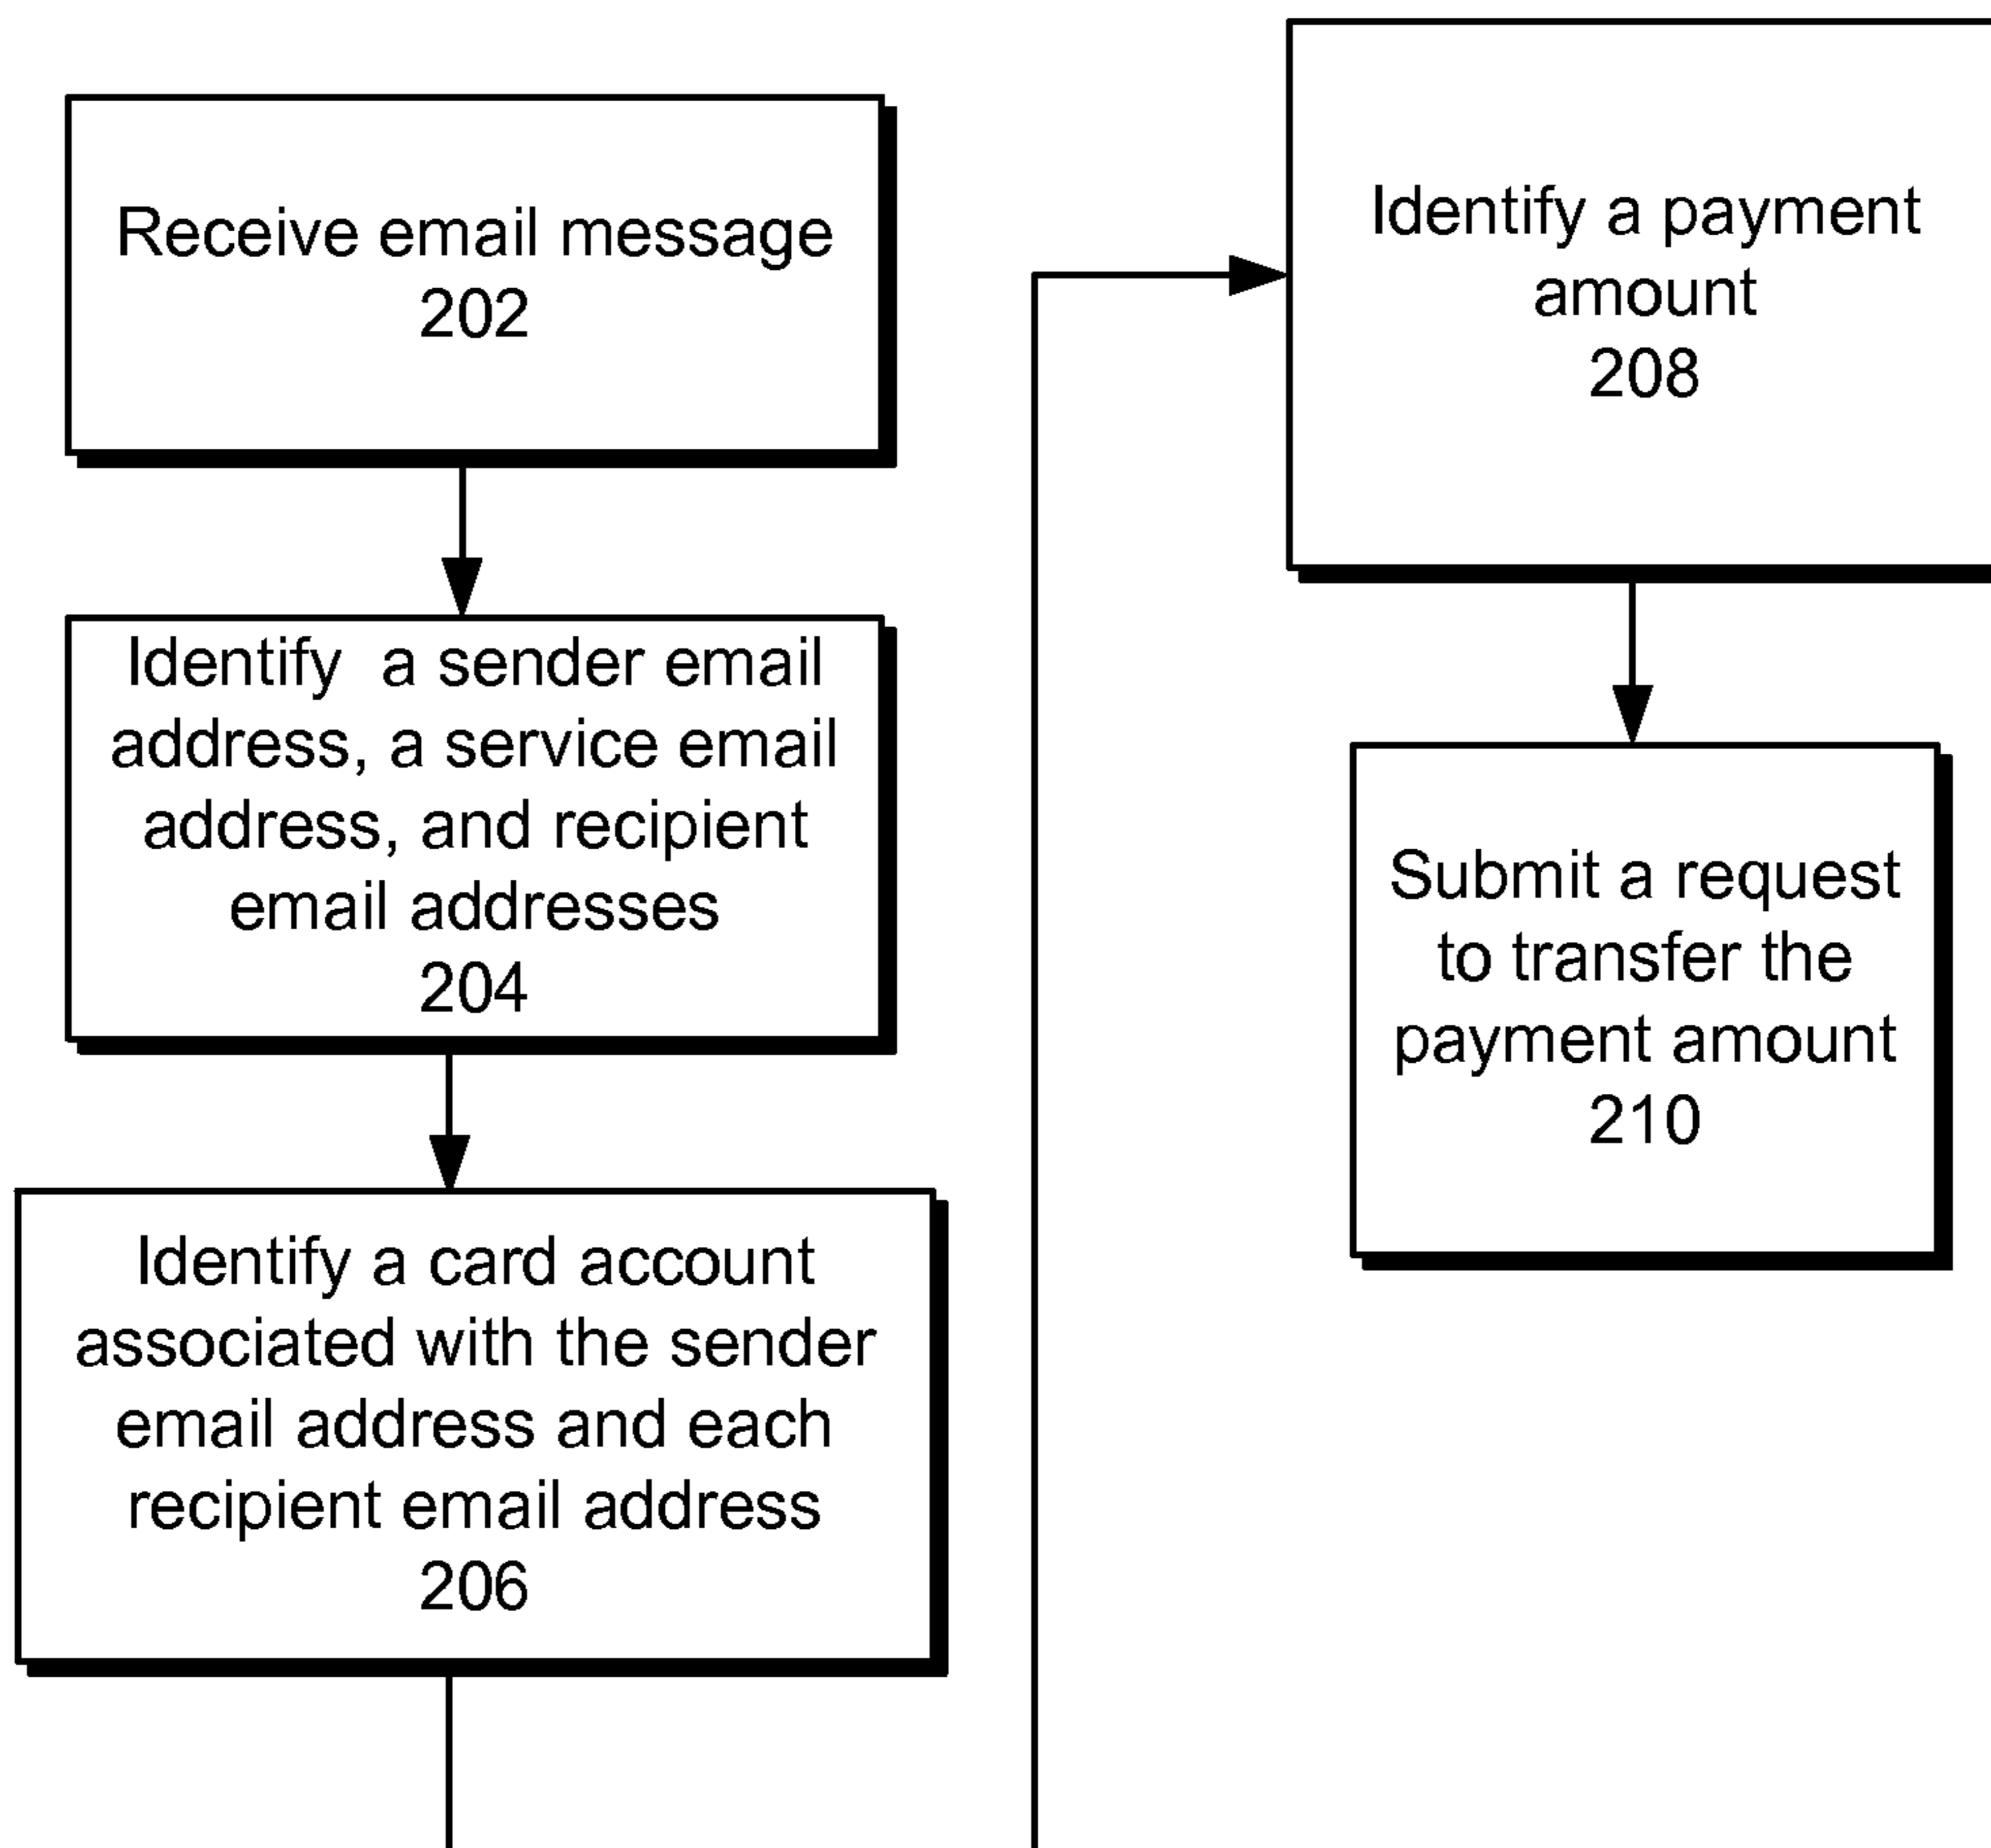 Receive email message
202
Identify a sender email
address, a service email
address, and recipient
email addresses
204
Identify a card account
associated with the sender
email address and each
recipient email address
206
Identify a payment
amount
208
Submit a request
to transfer the
payment amount
210